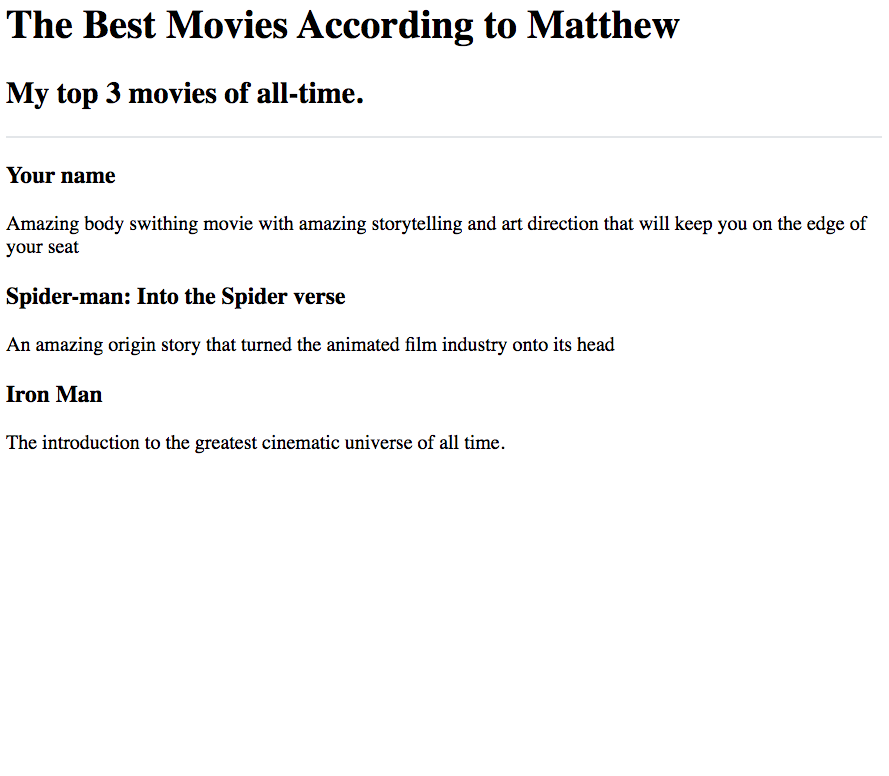 The Best Movies According to Matthew
My top 3 movies of all-time.
Your name
Amazing body swithing movie with amazing storytelling and art direction that will keep you on the edge of
your seat
Spider-man: Into the Spider verse
An amazing origin story that turned the animated film industry onto its head
Iron Man
The introduction to the greatest cinematic universe of all time.